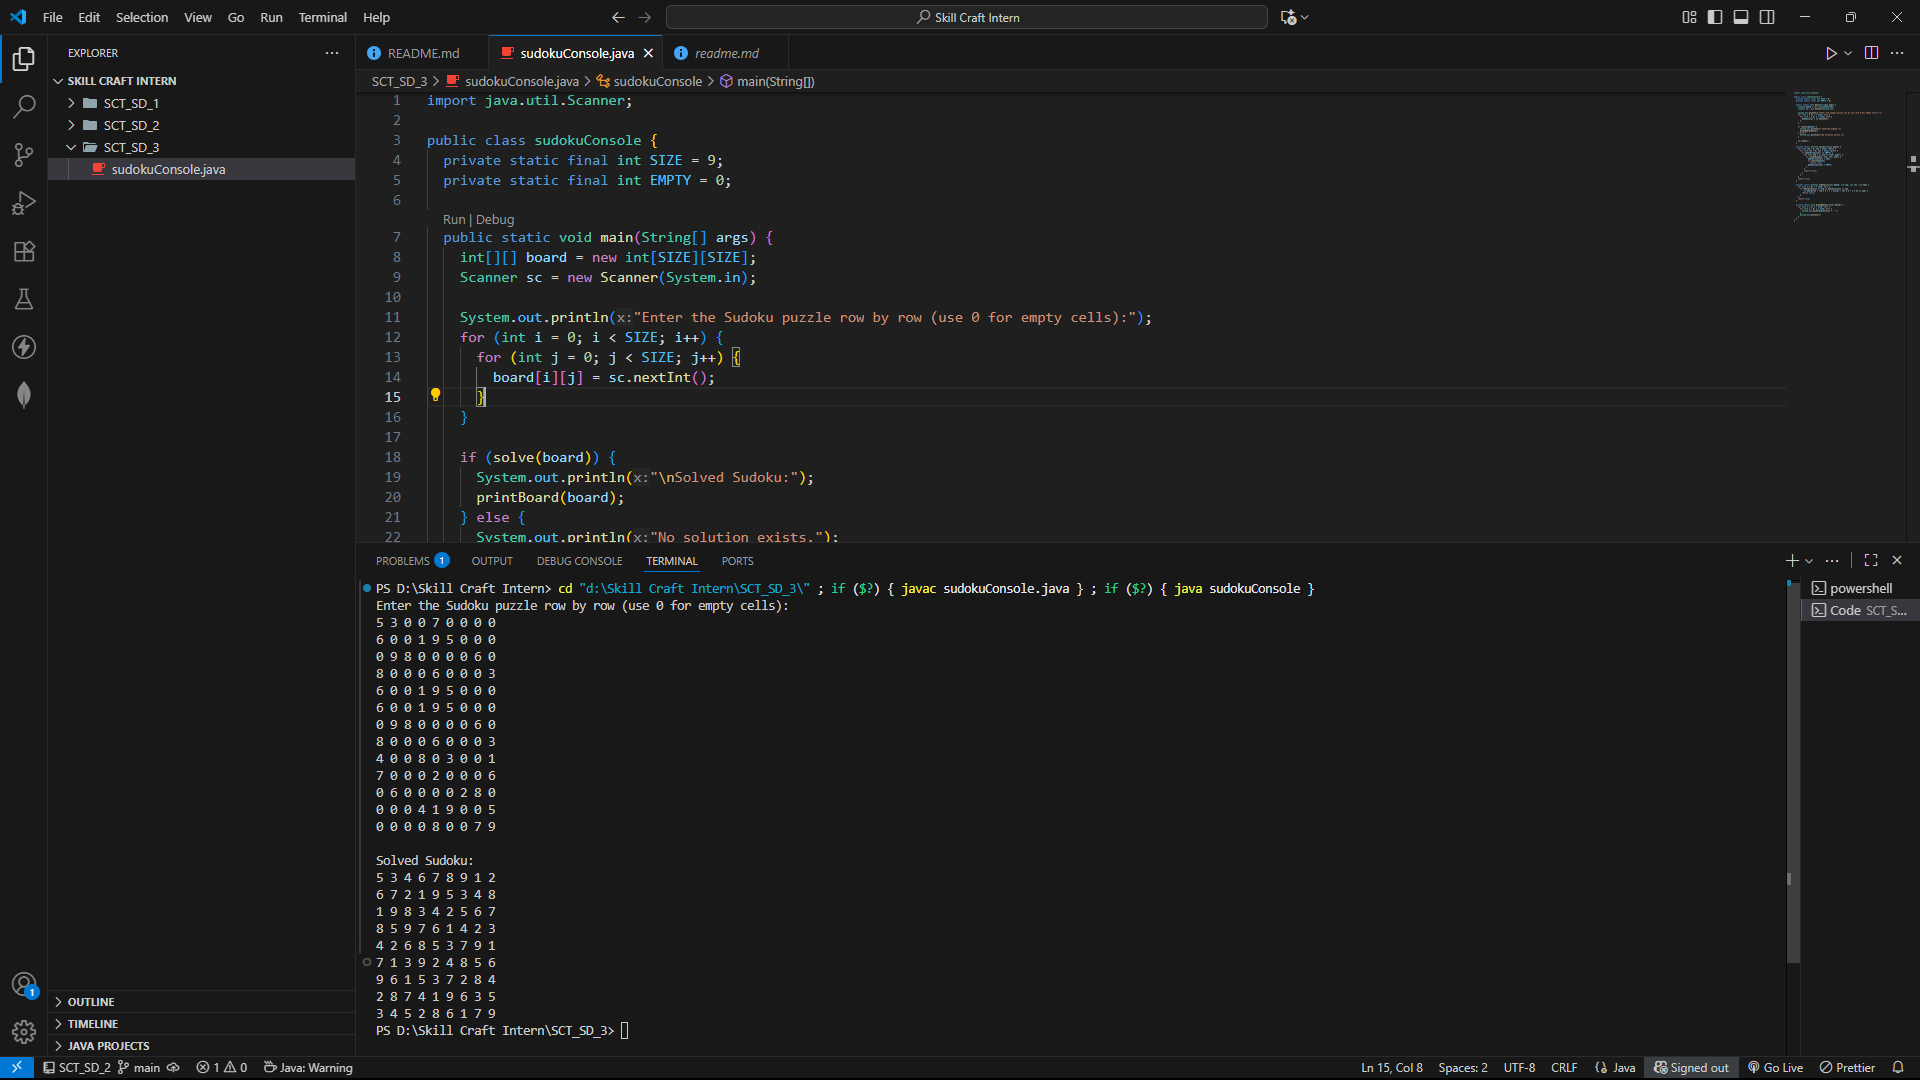 File Edit Selection View Go Run Terminal Help
Skill Craft Intern
EXPLORER
SKILL CRAFT INTERN
SCT_SD_1
SCT_SD_2
SCT_SD_3
sudokuConsole.java
OUTLINE
TIMELINE
JAVA PROJECTS
README.md sudokuConsole.java readme.md
SCT_SD_3 > sudokuConsole.java > sudokuConsole > main(String[])
1 import java.util.Scanner;
2
3 public class sudokuConsole {
4 private static final int SIZE = 9;
5 private static final int EMPTY = 0;
6
Run | Debug
7 public static void main(String[] args) {
8 int[][] board = new int[SIZE][SIZE];
9 Scanner sc = new Scanner(System.in);
10
11 System.out.println(x:"Enter the Sudoku puzzle row by row (use 0 for empty cells):");
12 for (int i = 0; i < SIZE; i++) {
13 for (int j = 0; j < SIZE; j++) {
14 board[i][j] = sc.nextInt();
15 }
16 }
17
18 if (solve(board)) {
19 System.out.println(x:"\nSolved Sudoku:");
20 printBoard(board);
21 } else {
22 System.out.println(x:"No solution exists.");
PROBLEMS 1 OUTPUT DEBUG CONSOLE TERMINAL PORTS
PS D:\Skill Craft Intern> cd "d:\Skill Craft Intern\SCT_SD_3\" ; if ($?) { javac sudokuConsole.java } ; if ($?) { java sudokuConsole }
Enter the Sudoku puzzle row by row (use 0 for empty cells):
5 3 0 0 7 0 0 0 0
6 0 0 1 9 5 0 0 0
0 9 8 0 0 0 0 6 0
8 0 0 0 6 0 0 0 3
6 0 0 1 9 5 0 0 0
6 0 0 1 9 5 0 0 0
0 9 8 0 0 0 0 6 0
8 0 0 0 6 0 0 0 3
4 0 0 8 0 3 0 0 1
7 0 0 0 2 0 0 0 6
0 6 0 0 0 0 2 8 0
0 0 0 4 1 9 0 0 5
0 0 0 0 8 0 0 7 9
Solved Sudoku:
5 3 4 6 7 8 9 1 2
6 7 2 1 9 5 3 4 8
1 9 8 3 4 2 5 6 7
8 5 9 7 6 1 4 2 3
4 2 6 8 5 3 7 9 1
7 1 3 9 2 4 8 5 6
9 6 1 5 3 7 2 8 4
2 8 7 4 1 9 6 3 5
3 4 5 2 8 6 1 7 9
PS D:\Skill Craft Intern\SCT_SD_3>
powershell
Code SCT_S...
1
SCT_SD_2 main 1 0 Java: Warning
Ln 15, Col 8 Spaces: 2 UTF-8 CRLF {} Java Signed out Go Live Prettier